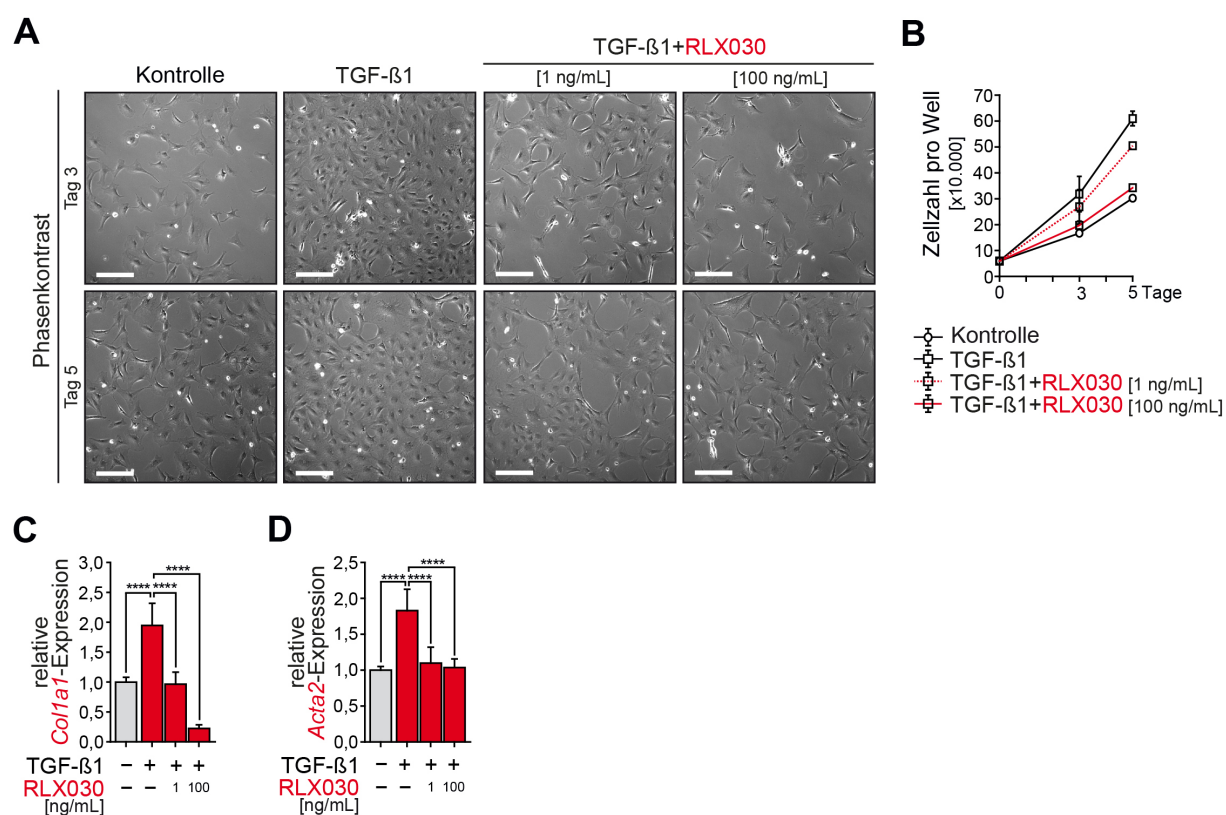 A
TGF-ß1+RLX030
Kontrolle
TGF-ß1
[1 ng/mL]
[100 ng/mL]
Phasenkontrast
Tag 3
Tag 5
B
Zellzahl pro Well
[x10.000]
70
60
50
40
30
20
10
0
0
3
5 Tage
Kontrolle
TGF-ß1
TGF-ß1+RLX030 [1 ng/mL]
TGF-ß1+RLX030 [100 ng/mL]
C
relative
Col1a1-Expression
3,0
2,5
2,0
1,5
1,0
0,5
0,0
****
**** ****
TGF-ß1 – + + +
RLX030 – – 1 100
[ng/mL]
D
relative
Acta2-Expression
2,5
2,0
1,5
1,0
0,5
0,0
****
**** ****
TGF-ß1 – + + +
RLX030 – – 1 100
[ng/mL]